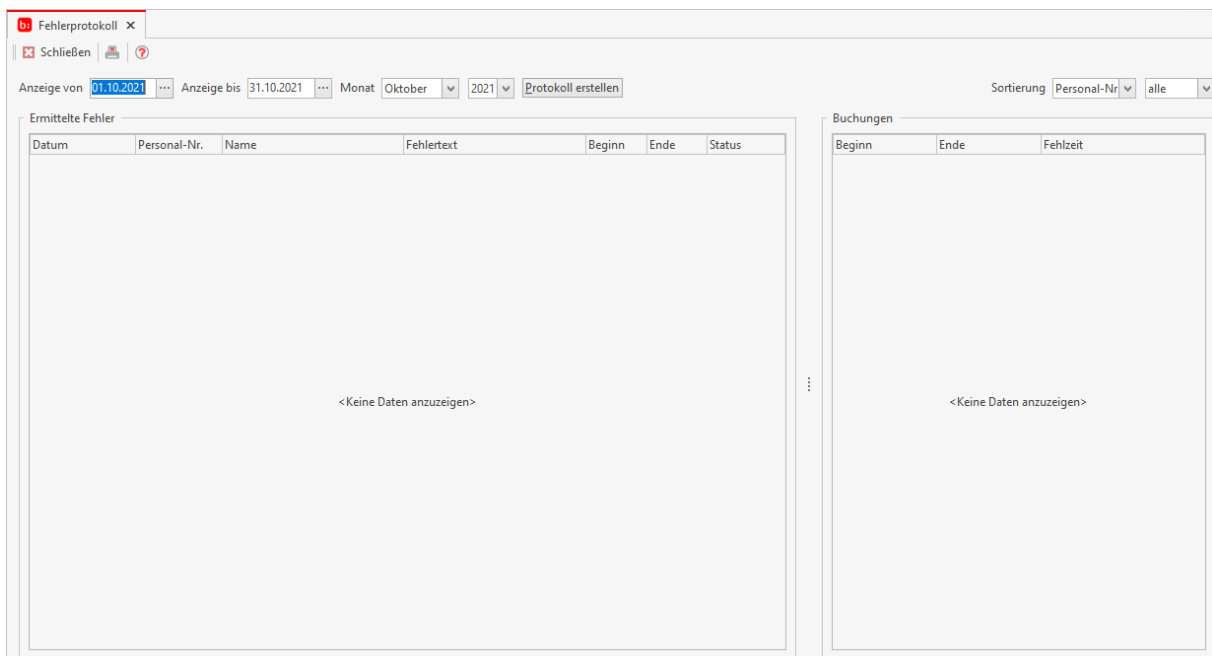 b: Fehlerprotokoll
Schließen
Anzeige von 01.10.2021 Anzeige bis 31.10.2021 Monat Oktober 2021 Protokoll erstellen Sortierung Personal-Nr alle
Ermittelte Fehler Buchungen
Datum Personal-Nr. Name Fehlertext Beginn Ende Status Beginn Ende Fehlzeit
<Keine Daten anzuzeigen> <Keine Daten anzuzeigen>